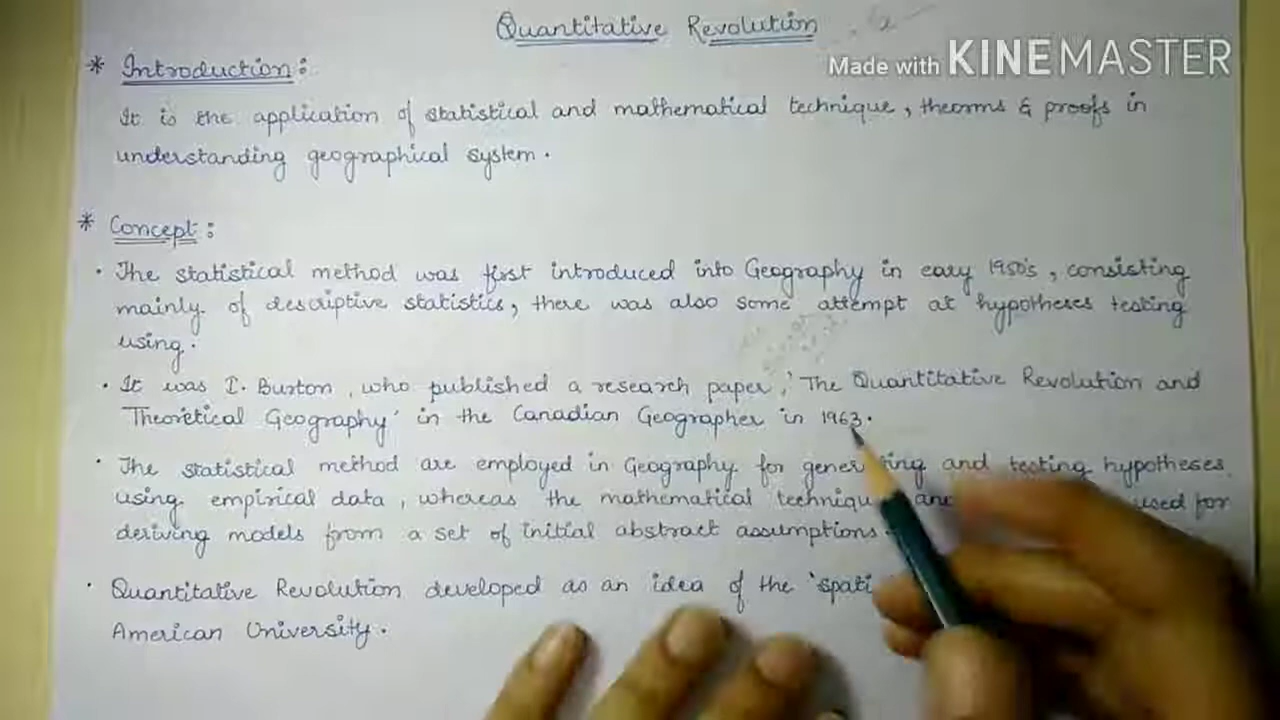 Quantitative Revolution
Made with KINEMASTER
* Introduction:
It is the application of statistical and mathematical technique, theorms & proofs in
understanding geographical system.
* Concept:
• The statistical method was first introduced into Geography in eary 1950's, consisting
mainly of descriptive statistics, there was also some attempt at hypotheses testing
using.
• It was I. Burton, who published a research paper, 'The Quantitative Revolution and
Theoretical Geography' in the Canadian Geographer in 1963.
• The statistical method are employed in Geography for gener ting and testing hypotheses
using empirical data, whereas the mathematical techniqu and used for
deriving models from a set of initial abstract assumptions.
• Quantitative Revolution developed as an idea of the 'spati
American University.